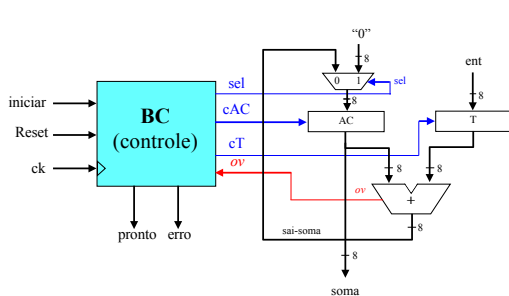 “0”
8
ent
0 1
sel
8
sel
8
iniciar
BC
cAC
Reset
(controle)
AC
T
cT
ck
ov
8
8
ov
+
pronto
erro
sai-soma
8
8
soma